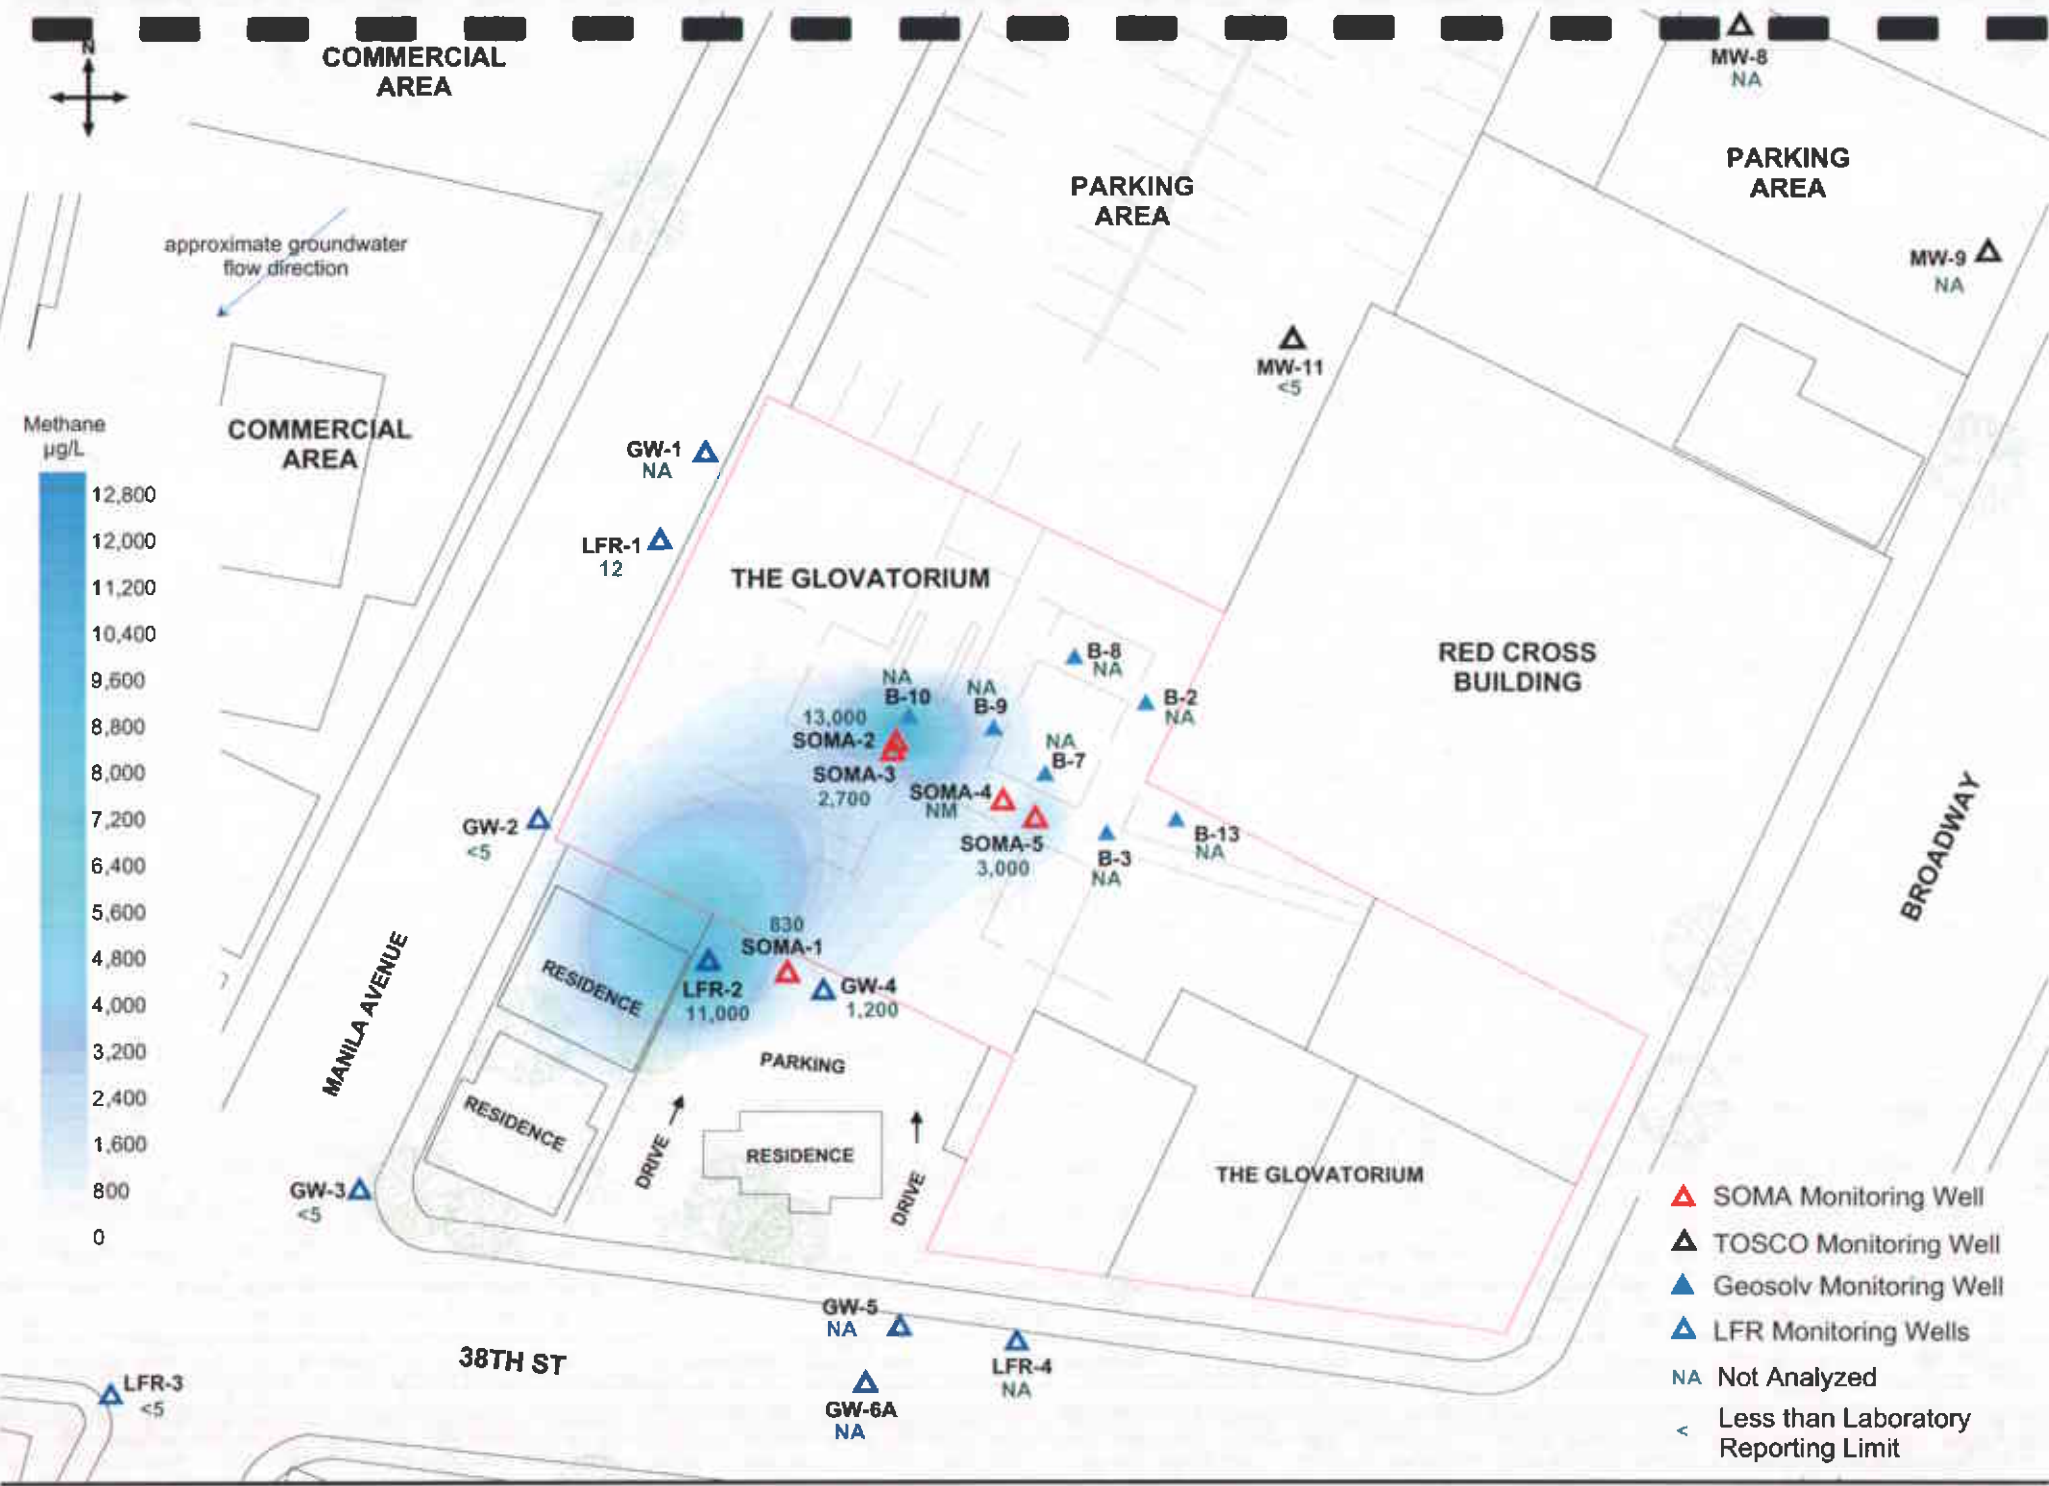 N
COMMERCIAL
AREA
MW-8
NA
PARKING
AREA
PARKING
AREA
approximate groundwater
flow direction
MW-9
NA
MW-11
<5
Methane
µg/L
12,800
12,000
11,200
10,400
9,600
8,800
8,000
7,200
6,400
5,600
4,800
4,000
3,200
2,400
1,600
800
0
COMMERCIAL
AREA
GW-1
NA
LFR-1
12
THE GLOVATORIUM
RED CROSS
BUILDING
B-8
NA
NA
B-10
NA
B-9
B-2
NA
13,000
SOMA-2
SOMA-3
2,700
NA
B-7
SOMA-4
NM
SOMA-5
3,000
B-3
NA
B-13
NA
GW-2
<5
BROADWAY
MANILA AVENUE
830
SOMA-1
RESIDENCE
LFR-2
11,000
GW-4
1,200
PARKING
RESIDENCE
DRIVE
RESIDENCE
DRIVE
THE GLOVATORIUM
GW-3
<5
SOMA Monitoring Well
TOSCO Monitoring Well
Geosolv Monitoring Well
LFR Monitoring Wells
NA Not Analyzed
< Less than Laboratory
Reporting Limit
GW-5
NA
LFR-4
NA
38TH ST
LFR-3
<5
GW-6A
NA